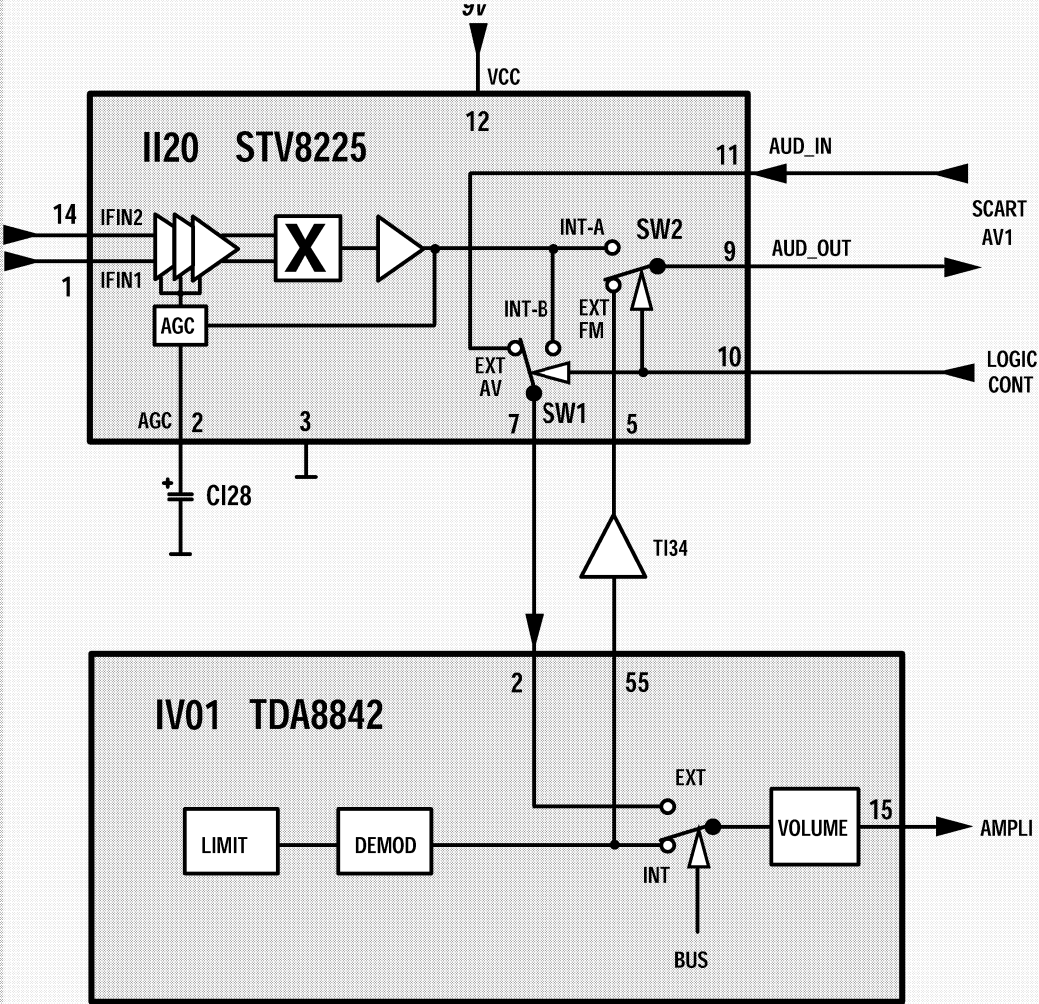 9V
VCC
12
II20 STV8225
11
AUD_IN
14
IFIN2
X
INT-A
SW2
SCART
AV1
9
AUD_OUT
1
IFIN1
INT-B
EXT
FM
AGC
10
LOGIC
CONT
EXT
AV
AGC
2
3
7
SW1
5
+
CI28
TI34
2
55
IV01 TDA8842
EXT
15
LIMIT
DEMOD
VOLUME
AMPLI
INT
BUS